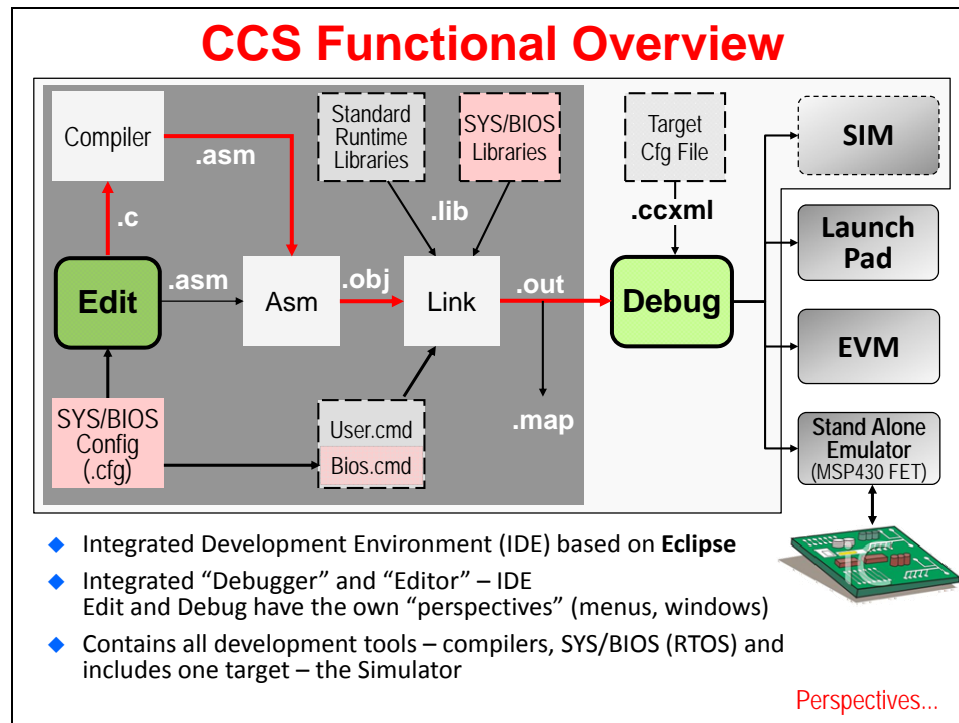 CCS Functional Overview
Compiler
.asm
Standard
Runtime
Libraries
SYS/BIOS
Libraries
Target
Cfg File
SIM
.c
.lib
.ccxml
Launch
Pad
Edit
.asm
Asm
.obj
Link
.out
Debug
EVM
SYS/BIOS
Config
(.cfg)
User.cmd
Bios.cmd
.map
Stand Alone
Emulator
(MSP430 FET)
Integrated Development Environment (IDE) based on Eclipse
Integrated “Debugger” and “Editor” – IDE
Edit and Debug have the own “perspectives” (menus, windows)
Contains all development tools – compilers, SYS/BIOS (RTOS) and
includes one target – the Simulator
TC
Perspectives...